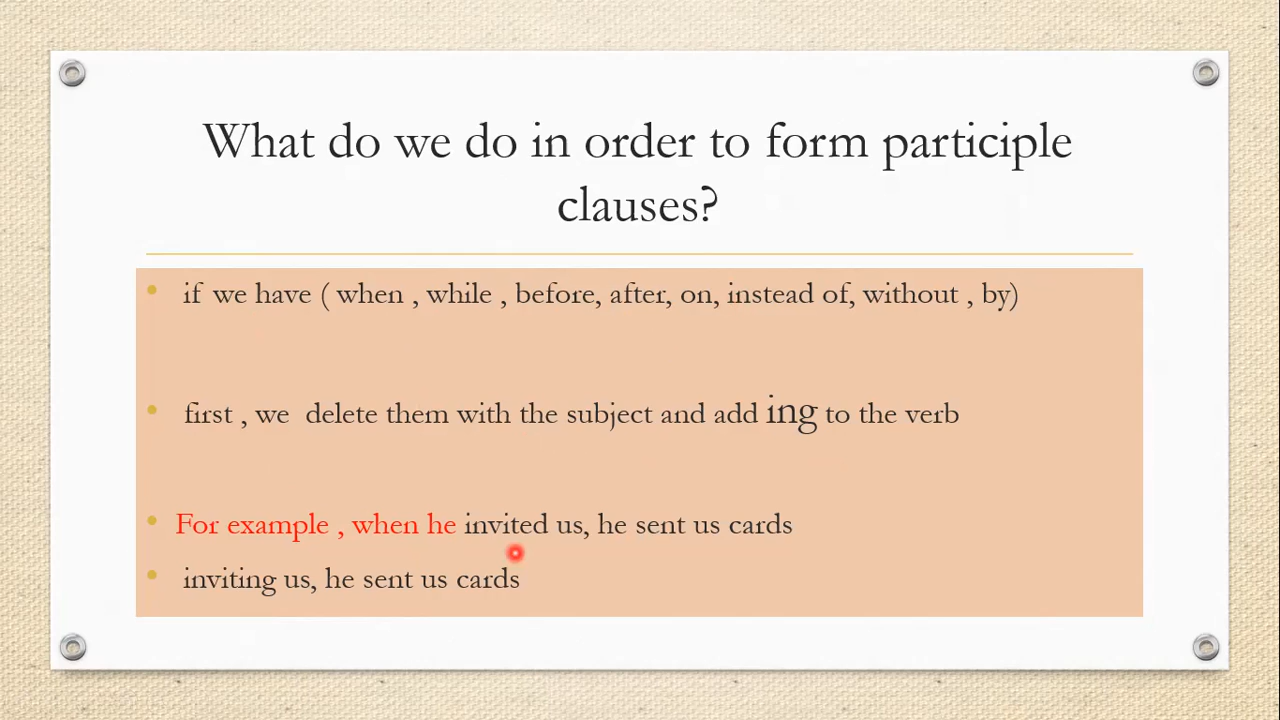 What do we do in order to form participle
clauses?
if we have ( when , while , before, after, on, instead of, without , by)
first , we delete them with the subject and add ing to the verb
For example , when he invited us, he sent us cards
inviting us, he sent us cards